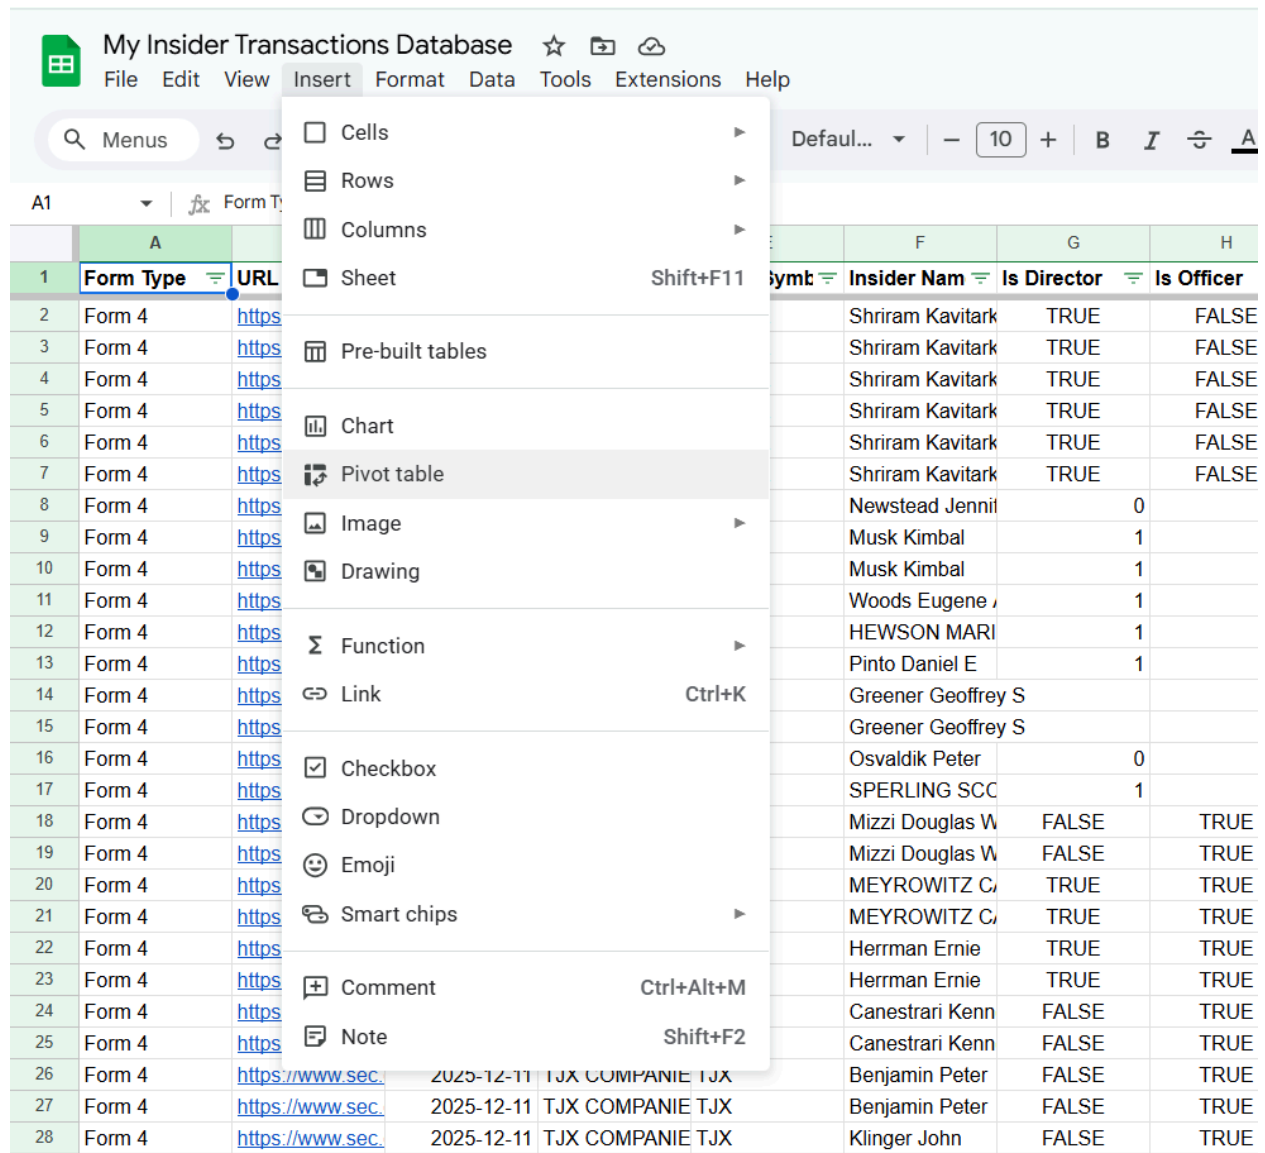 My Insider Transactions Database
File Edit View Insert Format Data Tools Extensions Help
Menus Defaul... 10 B I A
A1 fx Form Ty
Cells
Rows
Columns
Sheet Shift+F11
Pre-built tables
Chart
Pivot table
Image
Drawing
Function
Link Ctrl+K
Checkbox
Dropdown
Emoji
Smart chips
Comment Ctrl+Alt+M
Note Shift+F2
A F G H
1 Form Type URL Symb Insider Nam Is Director Is Officer
2 Form 4 https Shriram Kavitark TRUE FALSE
3 Form 4 https Shriram Kavitark TRUE FALSE
4 Form 4 https Shriram Kavitark TRUE FALSE
5 Form 4 https Shriram Kavitark TRUE FALSE
6 Form 4 https Shriram Kavitark TRUE FALSE
7 Form 4 https Shriram Kavitark TRUE FALSE
8 Form 4 https Newstead Jennif 0
9 Form 4 https Musk Kimbal 1
10 Form 4 https Musk Kimbal 1
11 Form 4 https Woods Eugene 1
12 Form 4 https HEWSON MARI 1
13 Form 4 https Pinto Daniel E 1
14 Form 4 https Greener Geoffrey S
15 Form 4 https Greener Geoffrey S
16 Form 4 https Osvaldik Peter 0
17 Form 4 https SPERLING SCO 1
18 Form 4 https Mizzi Douglas W FALSE TRUE
19 Form 4 https Mizzi Douglas W FALSE TRUE
20 Form 4 https MEYROWITZ CA TRUE TRUE
21 Form 4 https MEYROWITZ CA TRUE TRUE
22 Form 4 https Herrman Ernie TRUE TRUE
23 Form 4 https Herrman Ernie TRUE TRUE
24 Form 4 https Canestrari Kenn FALSE TRUE
25 Form 4 https Canestrari Kenn FALSE TRUE
26 Form 4 https://www.sec. 2025-12-11 TJX COMPANIE TJX Benjamin Peter FALSE TRUE
27 Form 4 https://www.sec. 2025-12-11 TJX COMPANIE TJX Benjamin Peter FALSE TRUE
28 Form 4 https://www.sec. 2025-12-11 TJX COMPANIE TJX Klinger John FALSE TRUE